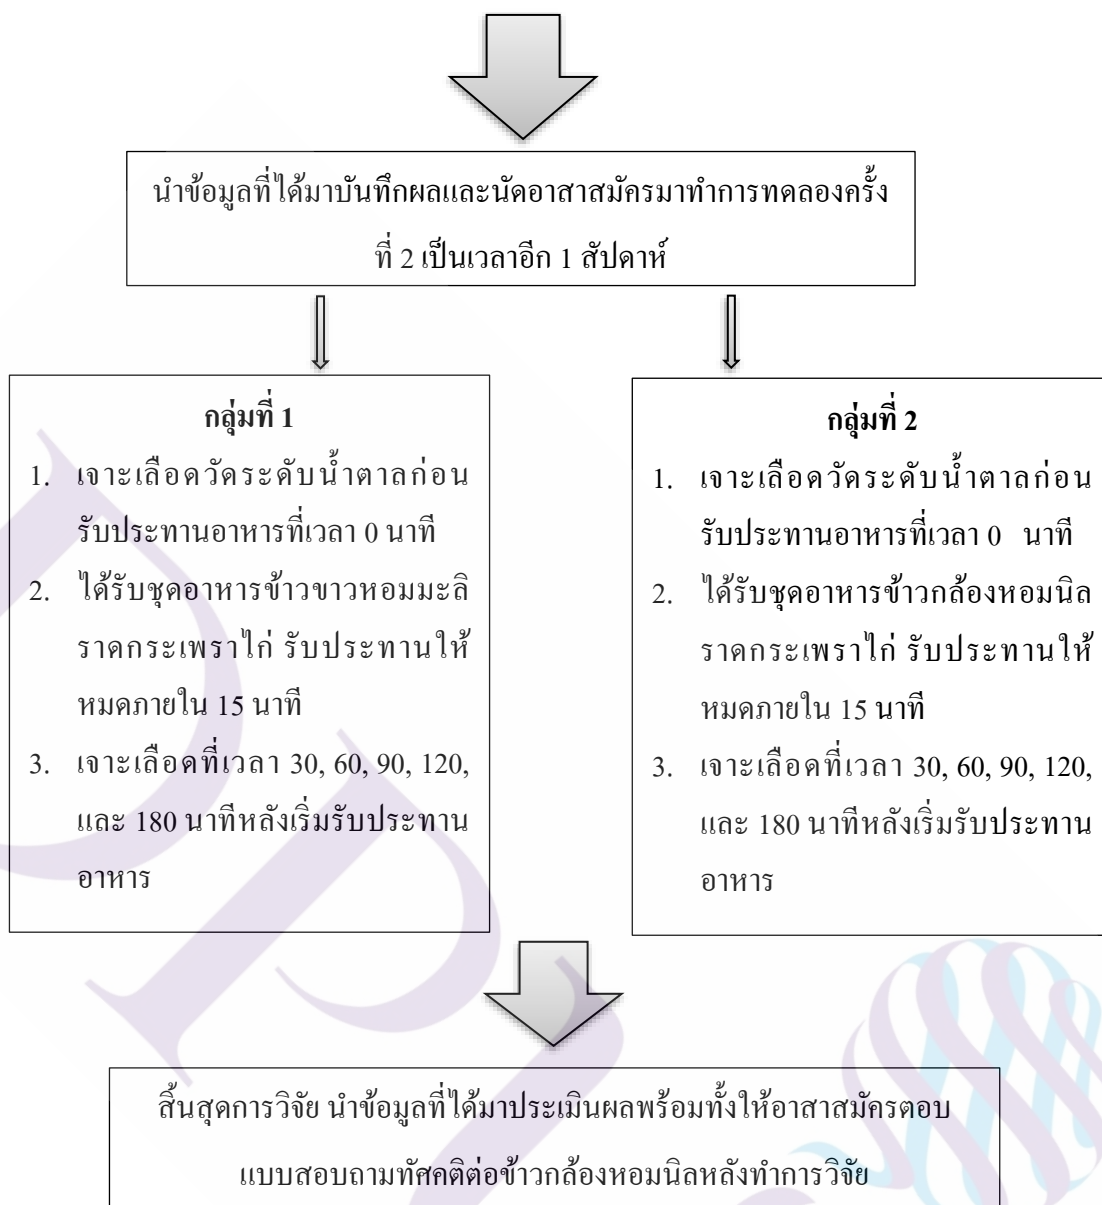 นำข้อมูลที่ได้มาบันทึกผลและนัดอาสาสมัครมาทำการทดลองครั้ง
ที่ 2 เป็นเวลาอีก 1 สัปดาห์
กลุ่มที่ 1
1. เจาะเลือดวัดระดับน้ำตาลก่อน
รับประทานอาหารที่เวลา 0 นาที
2. ได้รับชุดอาหารข้าวขาวหอมมะลิ
ราดกระเพราไก่ รับประทานให้
หมดภายใน 15 นาที
3. เจาะเลือดที่เวลา 30, 60, 90, 120,
และ 180 นาทีหลังเริ่มรับประทาน
อาหาร
กลุ่มที่ 2
1. เจาะเลือดวัดระดับน้ำตาลก่อน
รับประทานอาหารที่เวลา 0 นาที
2. ได้รับชุดอาหารข้าวกล้องหอมนิล
ราดกระเพราไก่ รับประทานให้
หมดภายใน 15 นาที
3. เจาะเลือดที่เวลา 30, 60, 90, 120,
และ 180 นาทีหลังเริ่มรับประทาน
อาหาร
สิ้นสุดการวิจัย นำข้อมูลที่ได้มาประเมินผลพร้อมทั้งให้อาสาสมัครตอบ
แบบสอบถามทัศคติต่อข้าวกล้องหอมนิลหลังทำการวิจัย